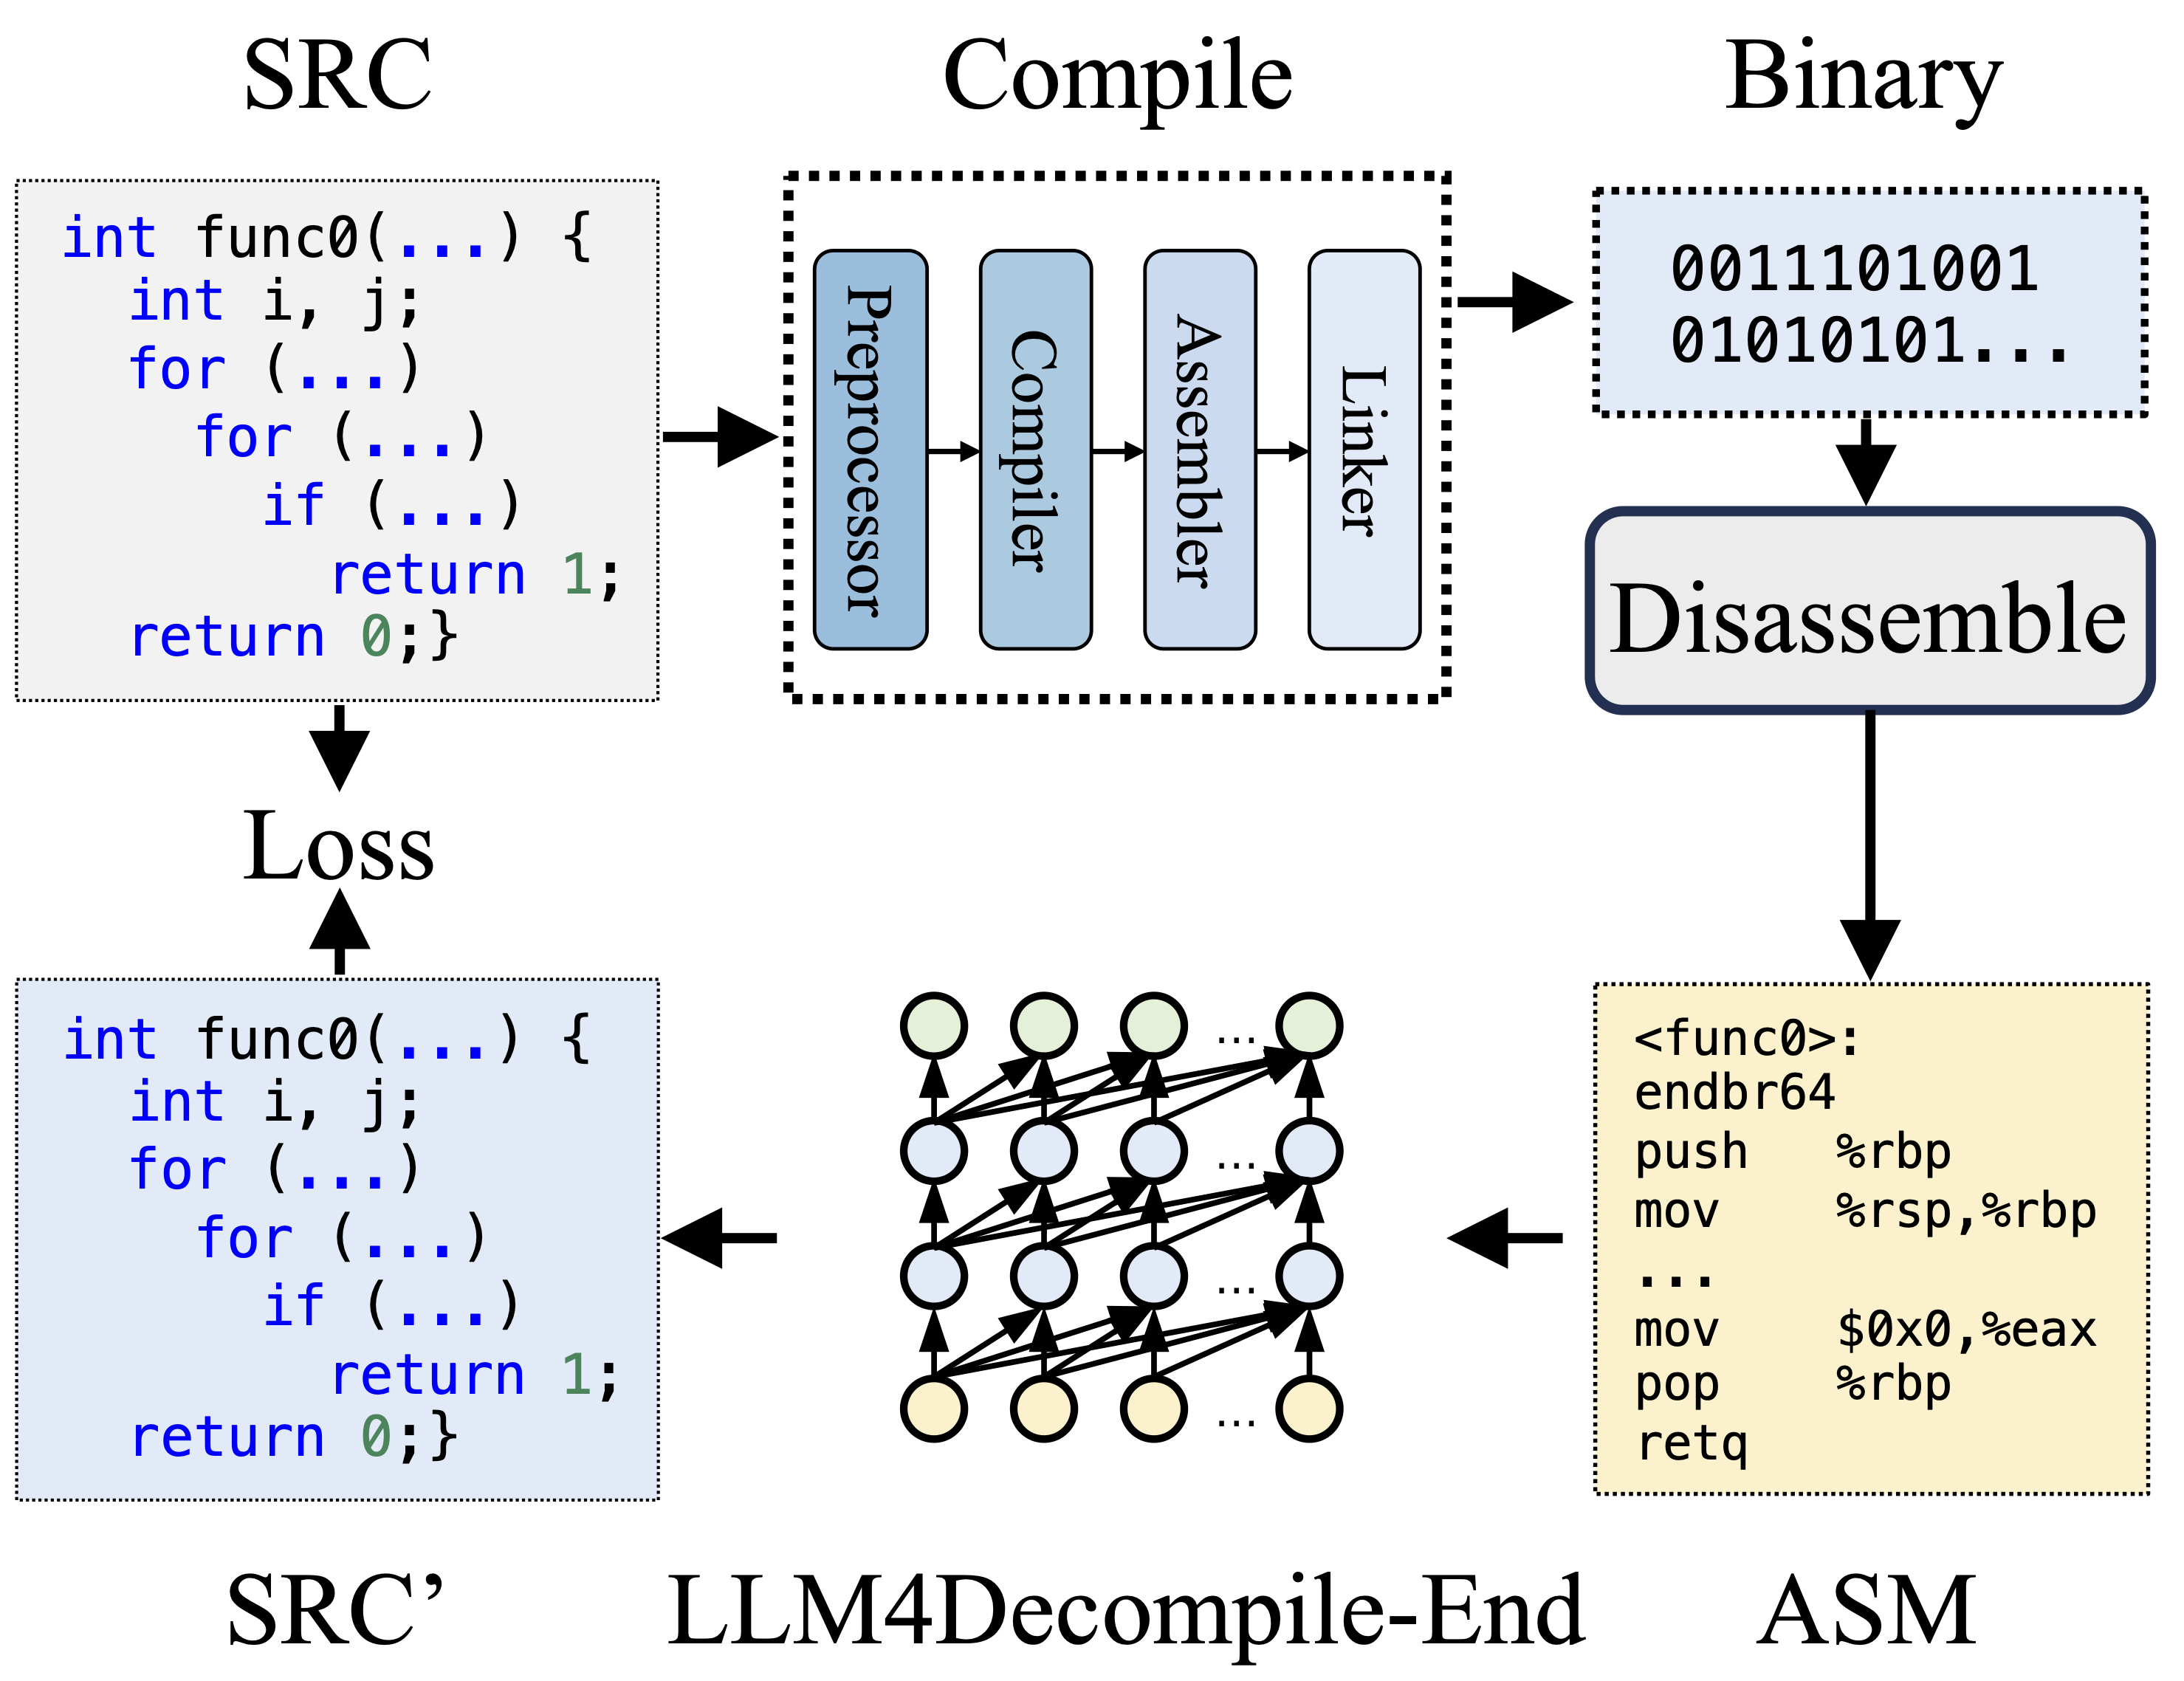 SRC
int func0(...) {
int i, j;
for (...)
for (...)
if (...)
return 1;
return 0;}
Compile
Preprocessor
Compiler
Assembler
Linker
Binary
0011101001
01010101...
Disassemble
Loss
int func0(...) {
int i, j;
for (...)
for (...)
if (...)
return 1;
return 0;}
SRC’
...
...
...
...
LLM4Decompile-End
<func0>:
endbr64
push %rbp
mov %rsp,%rbp
...
mov $0x0,%eax
pop %rbp
retq
ASM